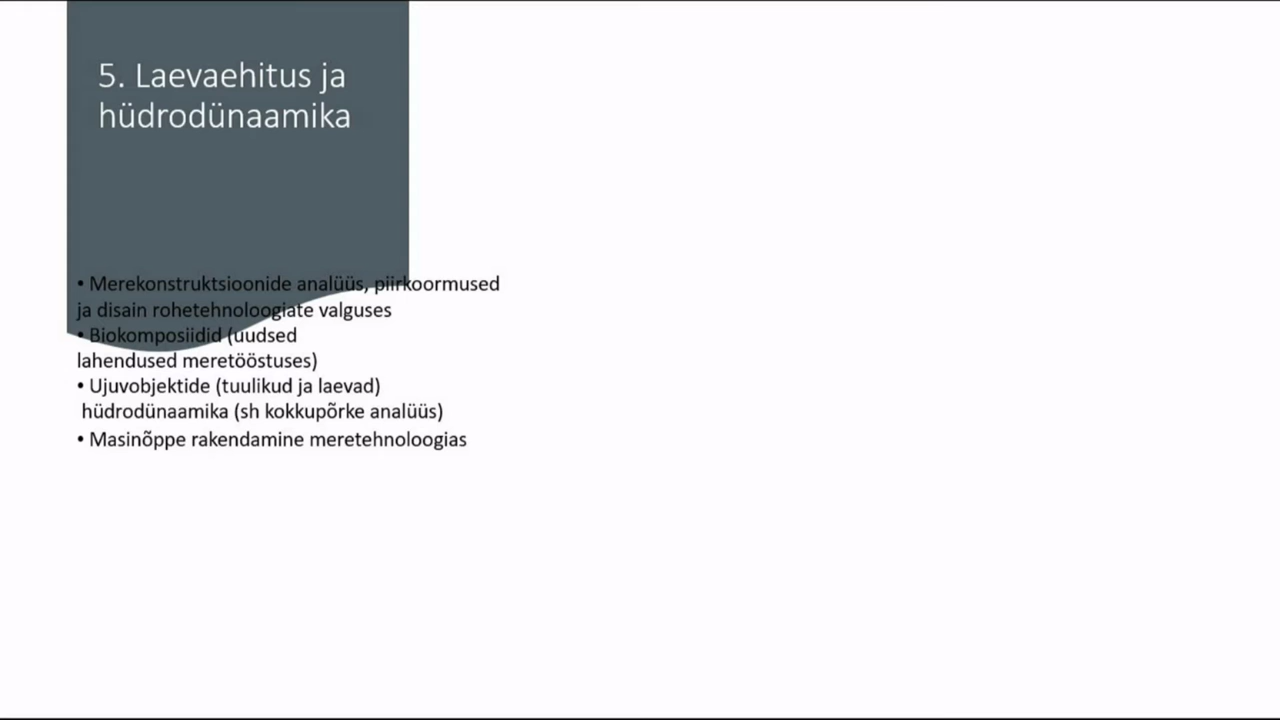 5. Laevaehitus ja
hüdrodünaamika
• Merekonstruktsioonide analüüs, piirkoormused
ja disain rohetehnoloogiate valguses
• Biokomposiidid (uudsed
lahendused meretööstuses)
• Ujuvobjektide (tuulikud ja laevad)
hüdrodünaamika (sh kokkupõrke analüüs)
• Masinõppe rakendamine meretehnoloogias